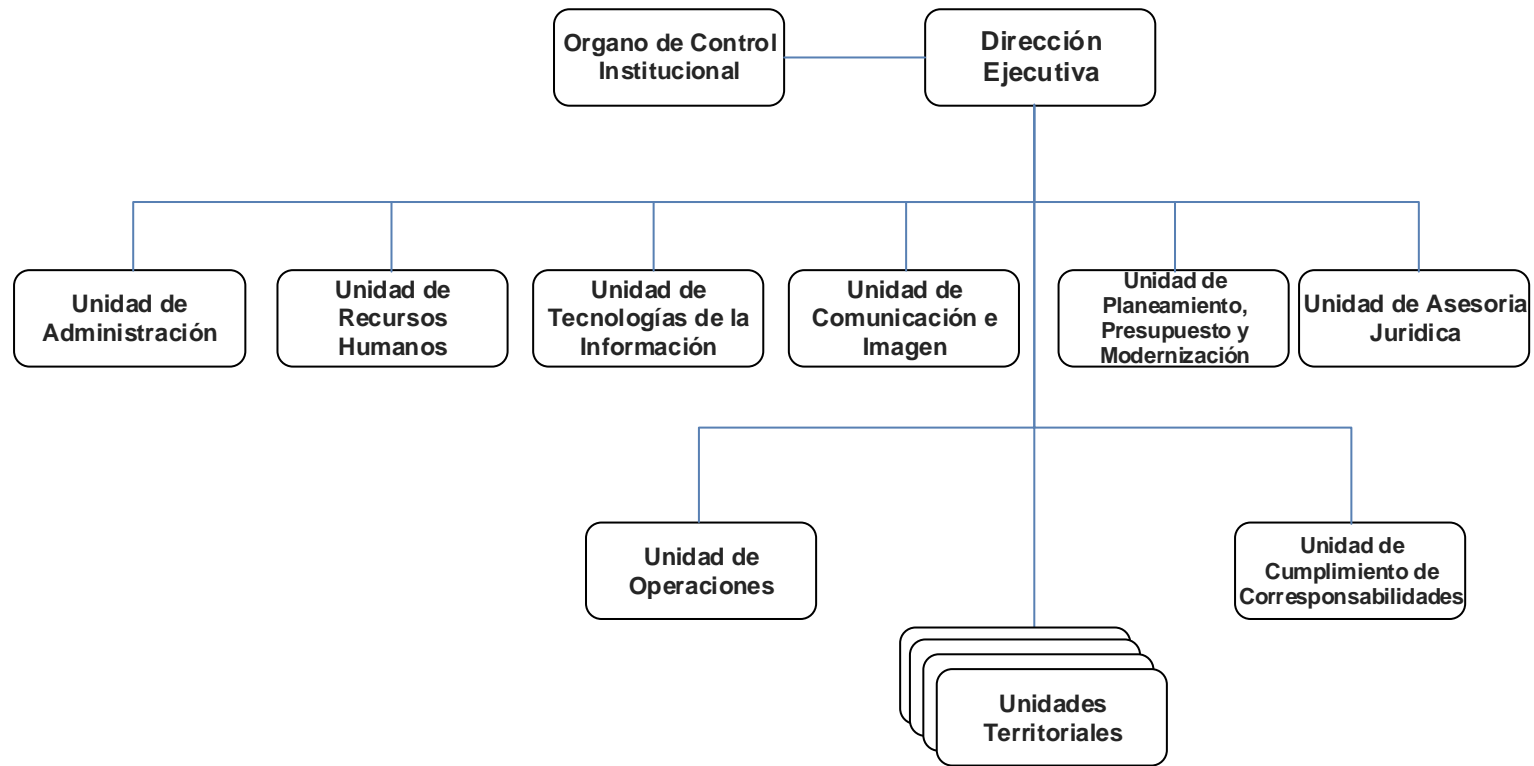 Organo de Control
Institucional
Dirección
Ejecutiva
Unidad de
Administración
Unidad de
Recursos
Humanos
Unidad de
Tecnologías de la
Información
Unidad de
Comunicación e
Imagen
Unidad de
Planeamiento,
Presupuesto y
Modernización
Unidad de Asesoria
Juridica
Unidad de
Operaciones
Unidad de
Cumplimiento de
Corresponsabilidades
Unidades
Territoriales